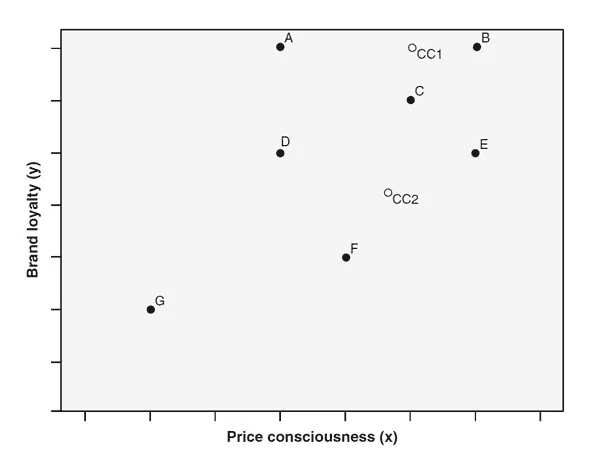 A
CC1
B
C
D
E
CC2
F
G
Brand loyalty (y)
Price consciousness (x)